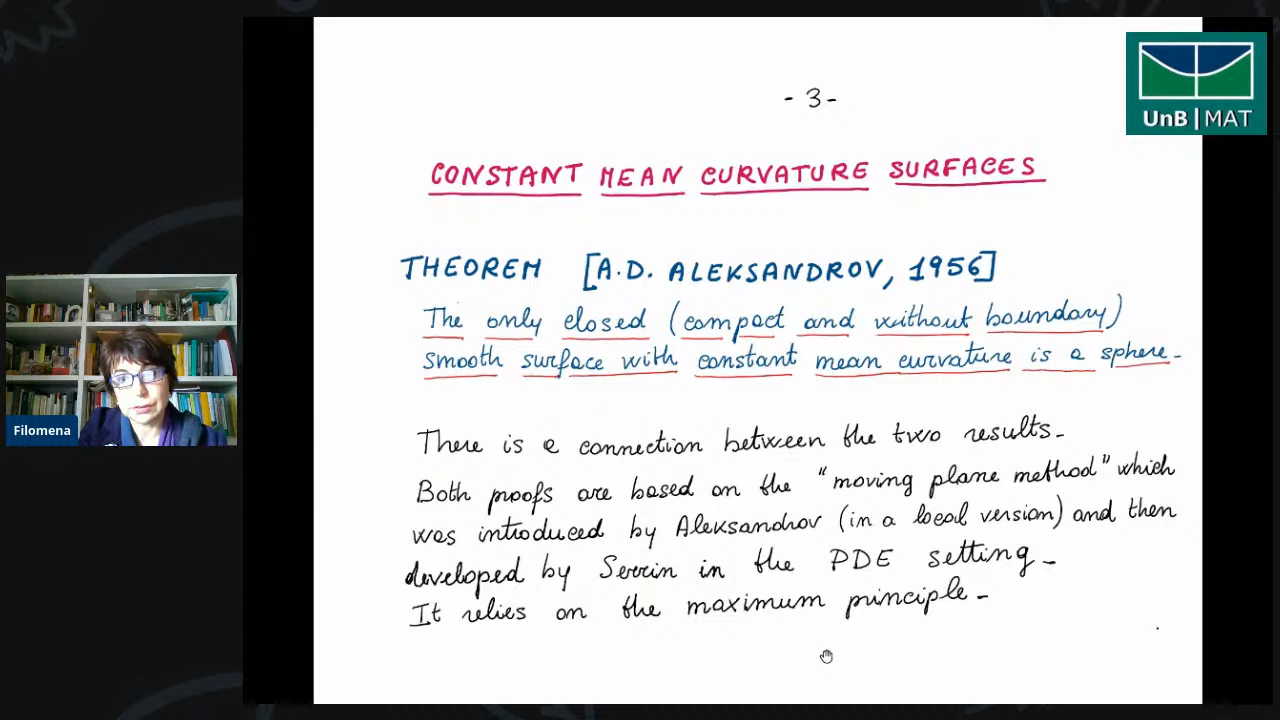 - 3 -
UnB | MAT
CONSTANT MEAN CURVATURE SURFACES
THEOREM [A.D. ALEKSANDROV, 1956]
The only closed (compact and without boundary)
smooth surface with constant mean curvature is a sphere -
There is a connection between the two results -
Both proofs are based on the "moving plane method" which
was introduced by Aleksandrov (in a local version) and then
developed by Serrin in the PDE setting -
It relies on the maximum principle -
Filomena